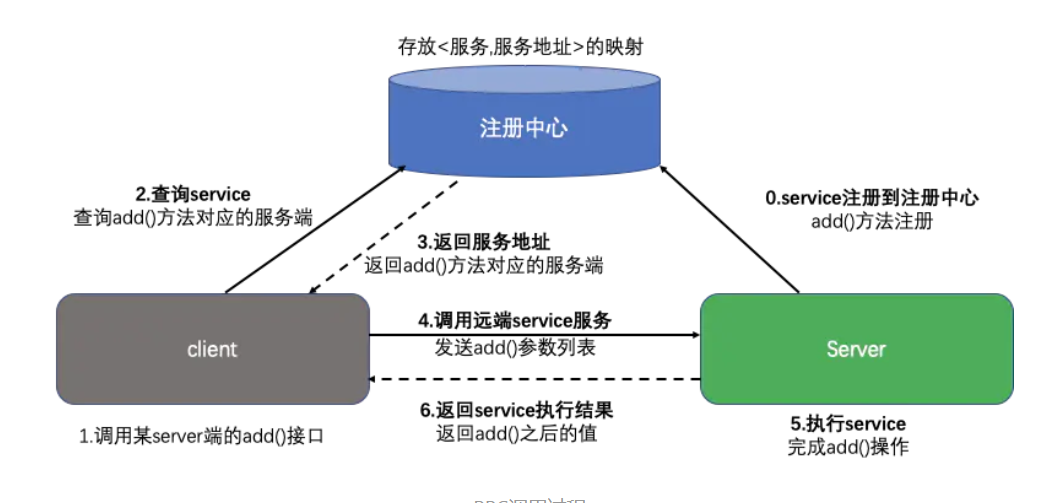 存放<服务,服务地址>的映射
注册中心
2.查询service
查询add()方法对应的服务端
0.service注册到注册中心
add()方法注册
3.返回服务地址
返回add()方法对应的服务端
4.调用远端service服务
发送add()参数列表
client
Server
6.返回service执行结果
返回add()之后的值
1.调用某server端的add()接口
5.执行service
完成add()操作